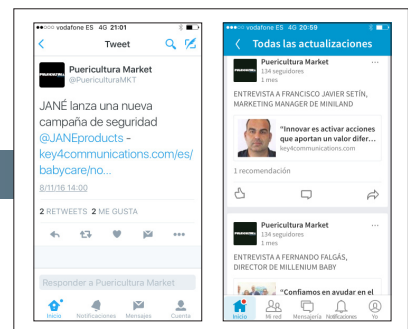 vodafone ES 4G 21:01
Tweet
Puericultura Market
@PuericulturaMKT
JANÉ lanza una nueva
campaña de seguridad
@JANEproducts -
key4communications.com/es/
babycare/no...
8/11/16 14:00
2 RETWEETS 2 ME GUSTA
Responder a Puericultura Market
Inicio Notificaciones Mensajes Cuenta
vodafone ES 4G 20:59
Todas las actualizaciones
Puericultura Market
134 seguidores
1 mes
ENTREVISTA A FRANCISCO JAVIER SETÍN,
MARKETING MANAGER DE MINILAND
"Innovar es activar acciones
que aportan un valor difer...
key4communications.com
1 recomendación
Puericultura Market
134 seguidores
1 mes
ENTREVISTA A FERNANDO FALGÁS,
DIRECTOR DE MILLENIUM BABY
"Confiamos en ayudar en el
Inicio Mi red Mensajería Notificaciones Yo